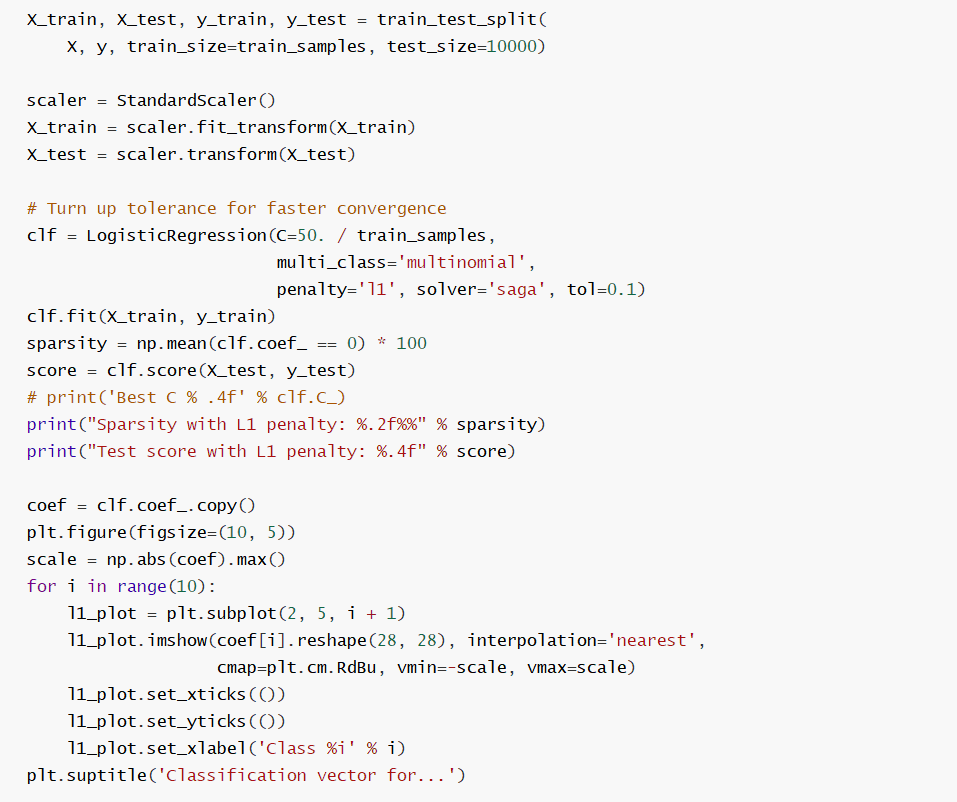 X_train, X_test, y_train, y_test = train_test_split(
    X, y, train_size=train_samples, test_size=10000)

scaler = StandardScaler()
X_train = scaler.fit_transform(X_train)
X_test = scaler.transform(X_test)

# Turn up tolerance for faster convergence
clf = LogisticRegression(C=50. / train_samples,
                         multi_class='multinomial',
                         penalty='l1', solver='saga', tol=0.1)
clf.fit(X_train, y_train)
sparsity = np.mean(clf.coef_ == 0) * 100
score = clf.score(X_test, y_test)
# print('Best C % .4f' % clf.C_)
print("Sparsity with L1 penalty: %.2f%%" % sparsity)
print("Test score with L1 penalty: %.4f" % score)

coef = clf.coef_.copy()
plt.figure(figsize=(10, 5))
scale = np.abs(coef).max()
for i in range(10):
    l1_plot = plt.subplot(2, 5, i + 1)
    l1_plot.imshow(coef[i].reshape(28, 28), interpolation='nearest',
                   cmap=plt.cm.RdBu, vmin=-scale, vmax=scale)
    l1_plot.set_xticks(())
    l1_plot.set_yticks(())
    l1_plot.set_xlabel('Class %i' % i)
plt.suptitle('Classification vector for...')